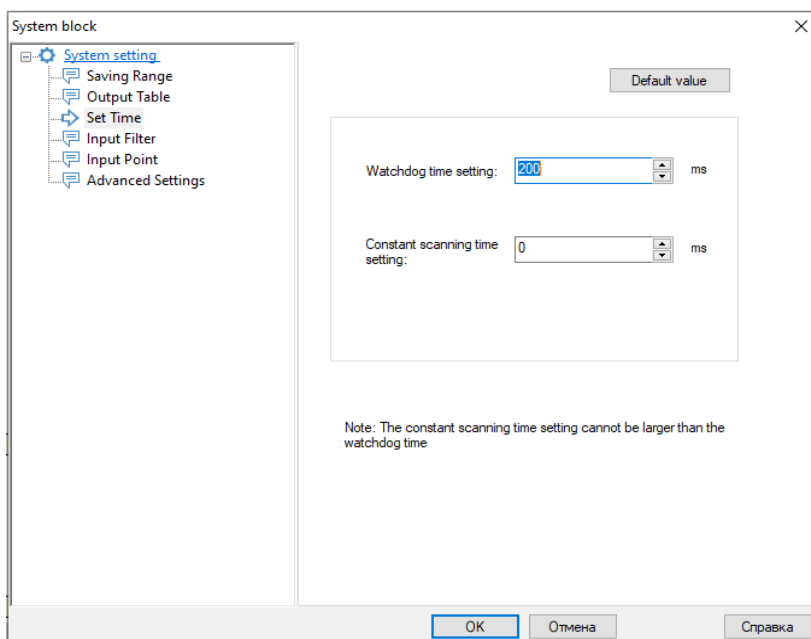 System block
System setting
Saving Range
Output Table
Set Time
Input Filter
Input Point
Advanced Settings
Default value
Watchdog time setting: 200 ms
Constant scanning time
setting: 0 ms
Note: The constant scanning time setting cannot be larger than the
watchdog time
OK Отмена Справка